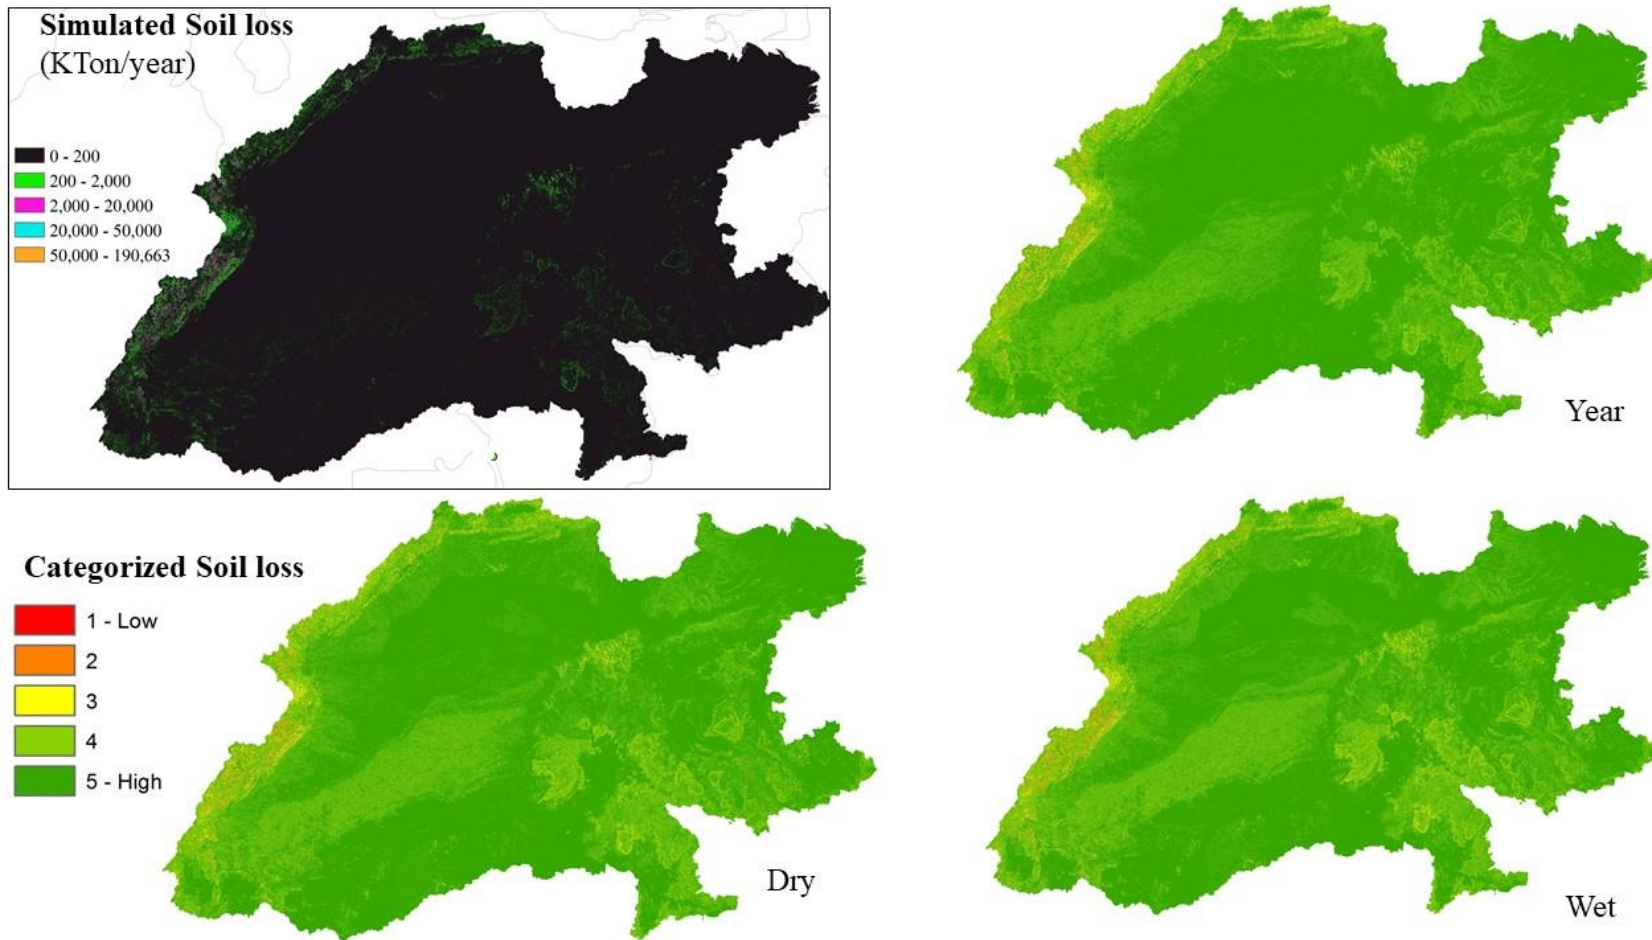 Simulated Soil loss
(KTon/year)
0 - 200
200 - 2,000
2,000 - 20,000
20,000 - 50,000
50,000 - 190,663
Year
Categorized Soil loss
1 - Low
2
3
4
5 - High
Dry
Wet